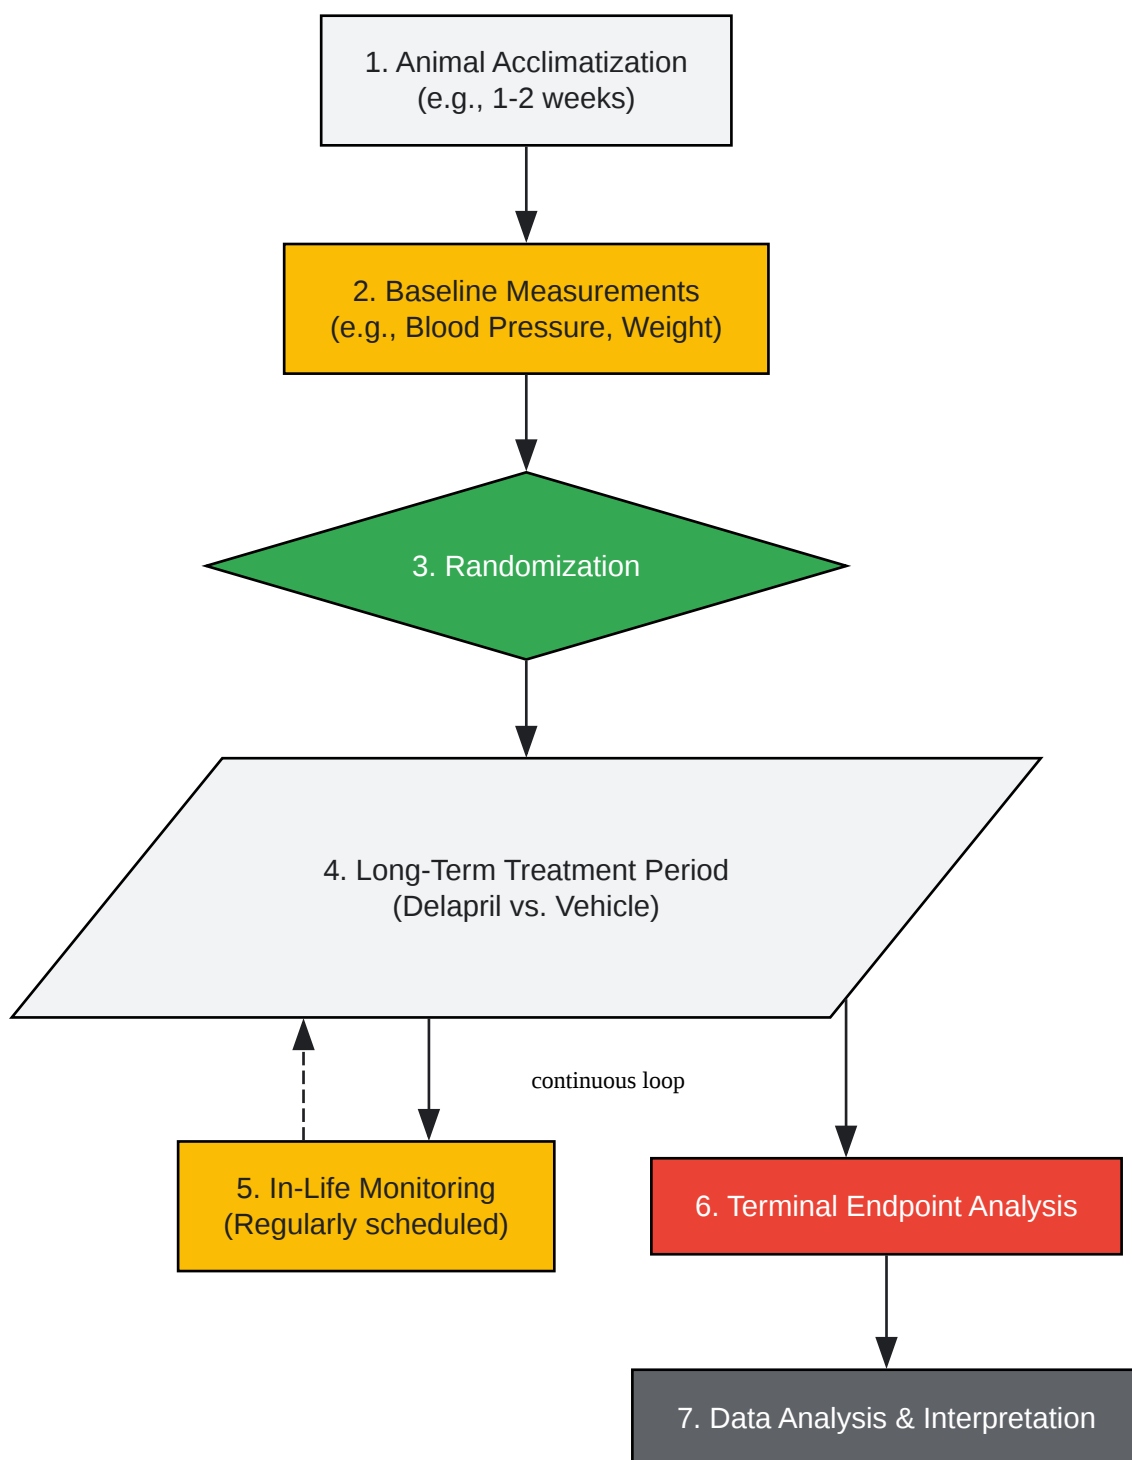 1. Animal Acclimatization
(e.g., 1-2 weeks)
2. Baseline Measurements
(e.g., Blood Pressure, Weight)
3. Randomization
4. Long-Term Treatment Period
(Delapril vs. Vehicle)
continuous loop
5. In-Life Monitoring
(Regularly scheduled)
6. Terminal Endpoint Analysis
7. Data Analysis & Interpretation